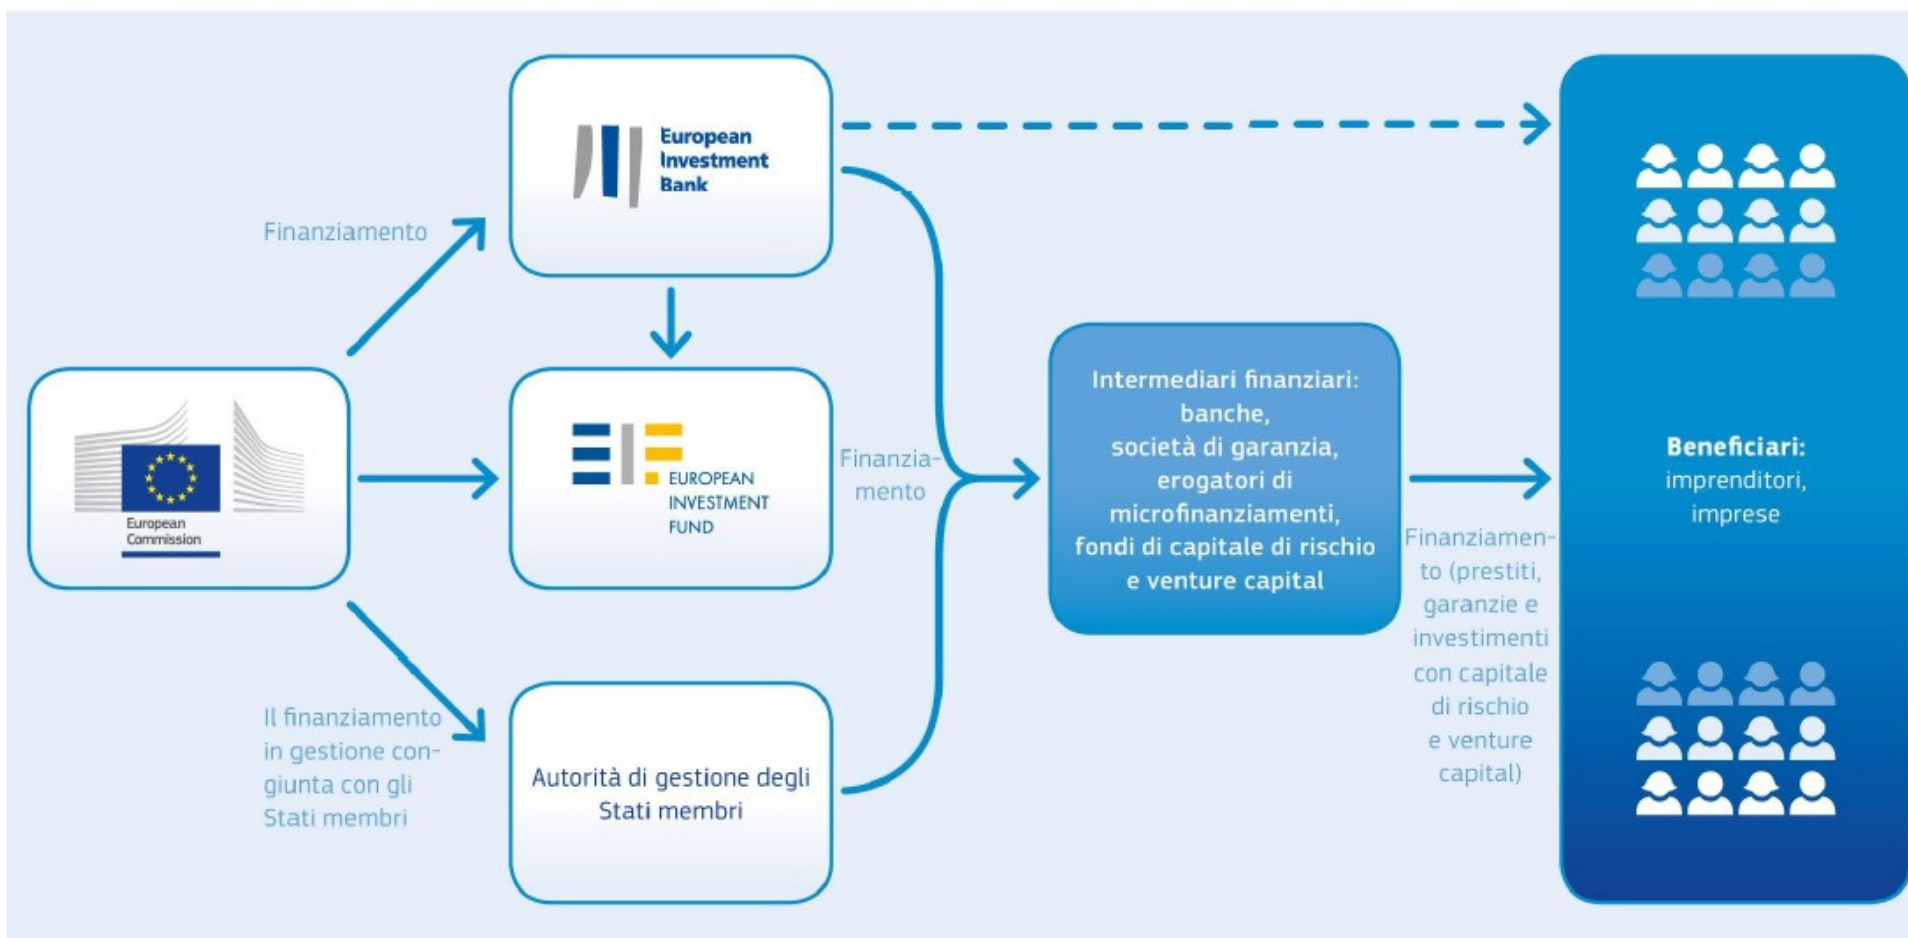 European
Investment
Bank
Finanziamento
European
Commission
EUROPEAN
INVESTMENT
FUND
Finanzia-
mento
Il finanziamento
in gestione con-
giunta con gli
Stati membri
Autorità di gestione degli
Stati membri
Intermediari finanziari:
banche,
società di garanzia,
erogatori di
microfinanziamenti,
fondi di capitale di rischio
e venture capital
Finanziamen-
to (prestiti,
garanzie e
investimenti
con capitale
di rischio
e venture
capital)
Beneficiari:
imprenditori,
imprese